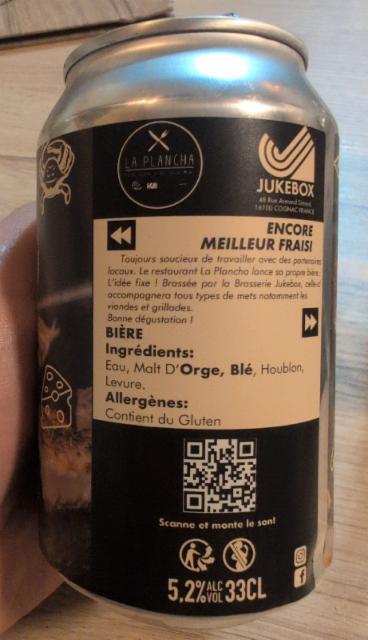 LA PLANCHA
JUKEBOX
48 Rue Armand Simard,
16100 COGNAC FRANCE
ENCORE
MEILLEUR FRAIS!
Toujours soucieux de travailler avec des partenaires
locaux. Le restaurant La Plancha lance sa propre bière:
L'idée fixe ! Brassée par la Brasserie Jukebox, celle-ci
accompagnera tous types de mets notamment les
viandes et grillades.
Bonne dégustation !
BIÈRE
Ingrédients:
Eau, Malt D'Orge, Blé, Houblon,
Levure.
Allergènes:
Contient du Gluten
Scanne et monte le son!
5,2% ALC VOL 33CL